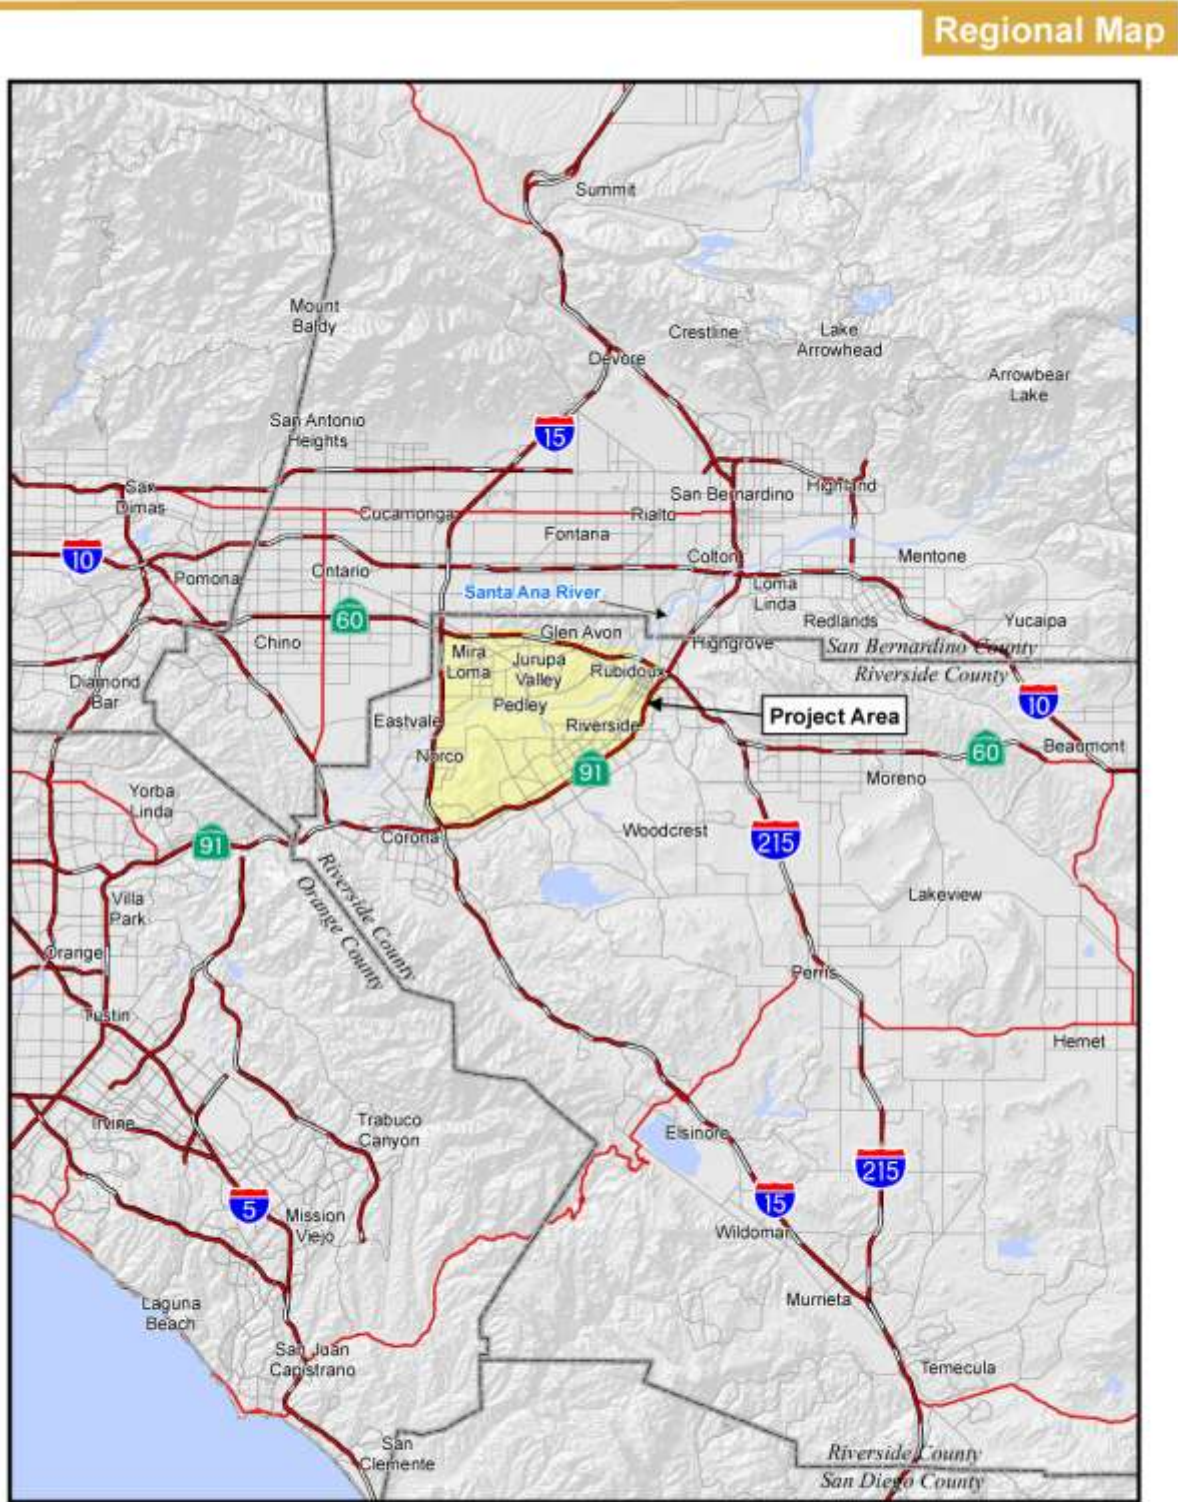 Regional Map
Summit
Mount
Baldy
Crestline
Lake
Arrowhead
Devore
Arrowbear
Lake
San Antonio
Heights
15
San
Dimas
San Bernardino
Highland
Cucamonga
Rialto
Fontana
10
Pomona
Ontario
Colton
Mentone
Loma
Linda
Santa Ana River
60
Redlands
Yucaipa
Chino
Glen Avon
Highgrove
San Bernardino County
Riverside County
Mira
Loma
Jurupa
Valley
Rubidoux
Diamond
Bar
Pedley
10
Eastvale
Riverside
Project Area
Norco
60
Beaumont
91
Moreno
Yorba
Linda
91
Corona
Woodcrest
215
Riverside County
Orange County
Villa
Park
Lakeview
Orange
Perris
Tustin
Hemet
Irvine
Trabuco
Canyon
Elsinore
215
5
15
Mission
Viejo
Wildomar
Laguna
Beach
Murrieta
San Juan
Capistrano
Temecula
San
Clemente
Riverside County
San Diego County